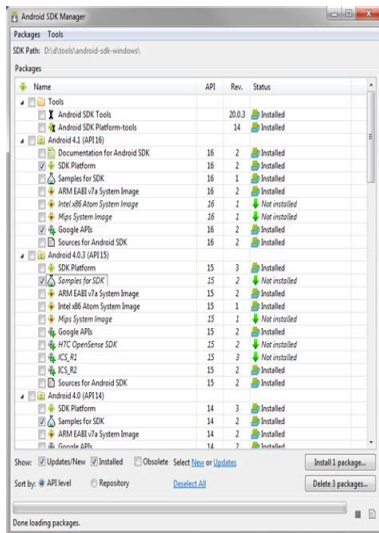 Android SDK Manager
Packages Tools
SDK Path: D:\d\tools\android-sdk-windows\
Packages
Name API Rev. Status
Tools
Android SDK Tools 20.0.3 Installed
Android SDK Platform-tools 14 Installed
Android 4.1 (API 16)
Documentation for Android SDK 16 2 Installed
SDK Platform 16 2 Installed
Samples for SDK 16 1 Installed
ARM EABI v7a System Image 16 2 Installed
Intel x86 Atom System Image 16 1 Not installed
Mips System Image 16 1 Not installed
Google APIs 16 2 Installed
Sources for Android SDK 16 2 Installed
Android 4.0.3 (API 15)
SDK Platform 15 3 Installed
Samples for SDK 15 2 Not installed
ARM EABI v7a System Image 15 2 Installed
Intel x86 Atom System Image 15 1 Installed
Mips System Image 15 1 Not installed
Google APIs 15 2 Installed
HTC OpenSense SDK 15 2 Not installed
ICS_R1 15 3 Not installed
ICS_R2 15 2 Installed
Sources for Android SDK 15 2 Installed
Android 4.0 (API 14)
SDK Platform 14 3 Installed
Samples for SDK 14 2 Installed
ARM EABI v7a System Image 14 2 Installed
Google APIs 14 2 Installed
Show: Updates/New Installed Obsolete Select New or Updates Install 1 package...
Sort by: API level Repository Deselect All Delete 3 packages...
Done loading packages.